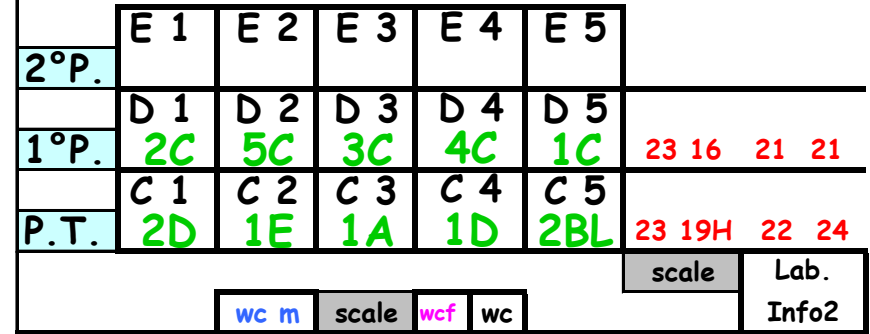 E 1 E 2 E 3 E 4 E 5
2°P.
D 1 D 2 D 3 D 4 D 5
1°P. 2C 5C 3C 4C 1C 23 16 21 21
C 1 C 2 C 3 C 4 C 5
P.T. 2D 1E 1A 1D 2BL 23 19H 22 24
scale Lab.
wc m scale wcf wc Info2